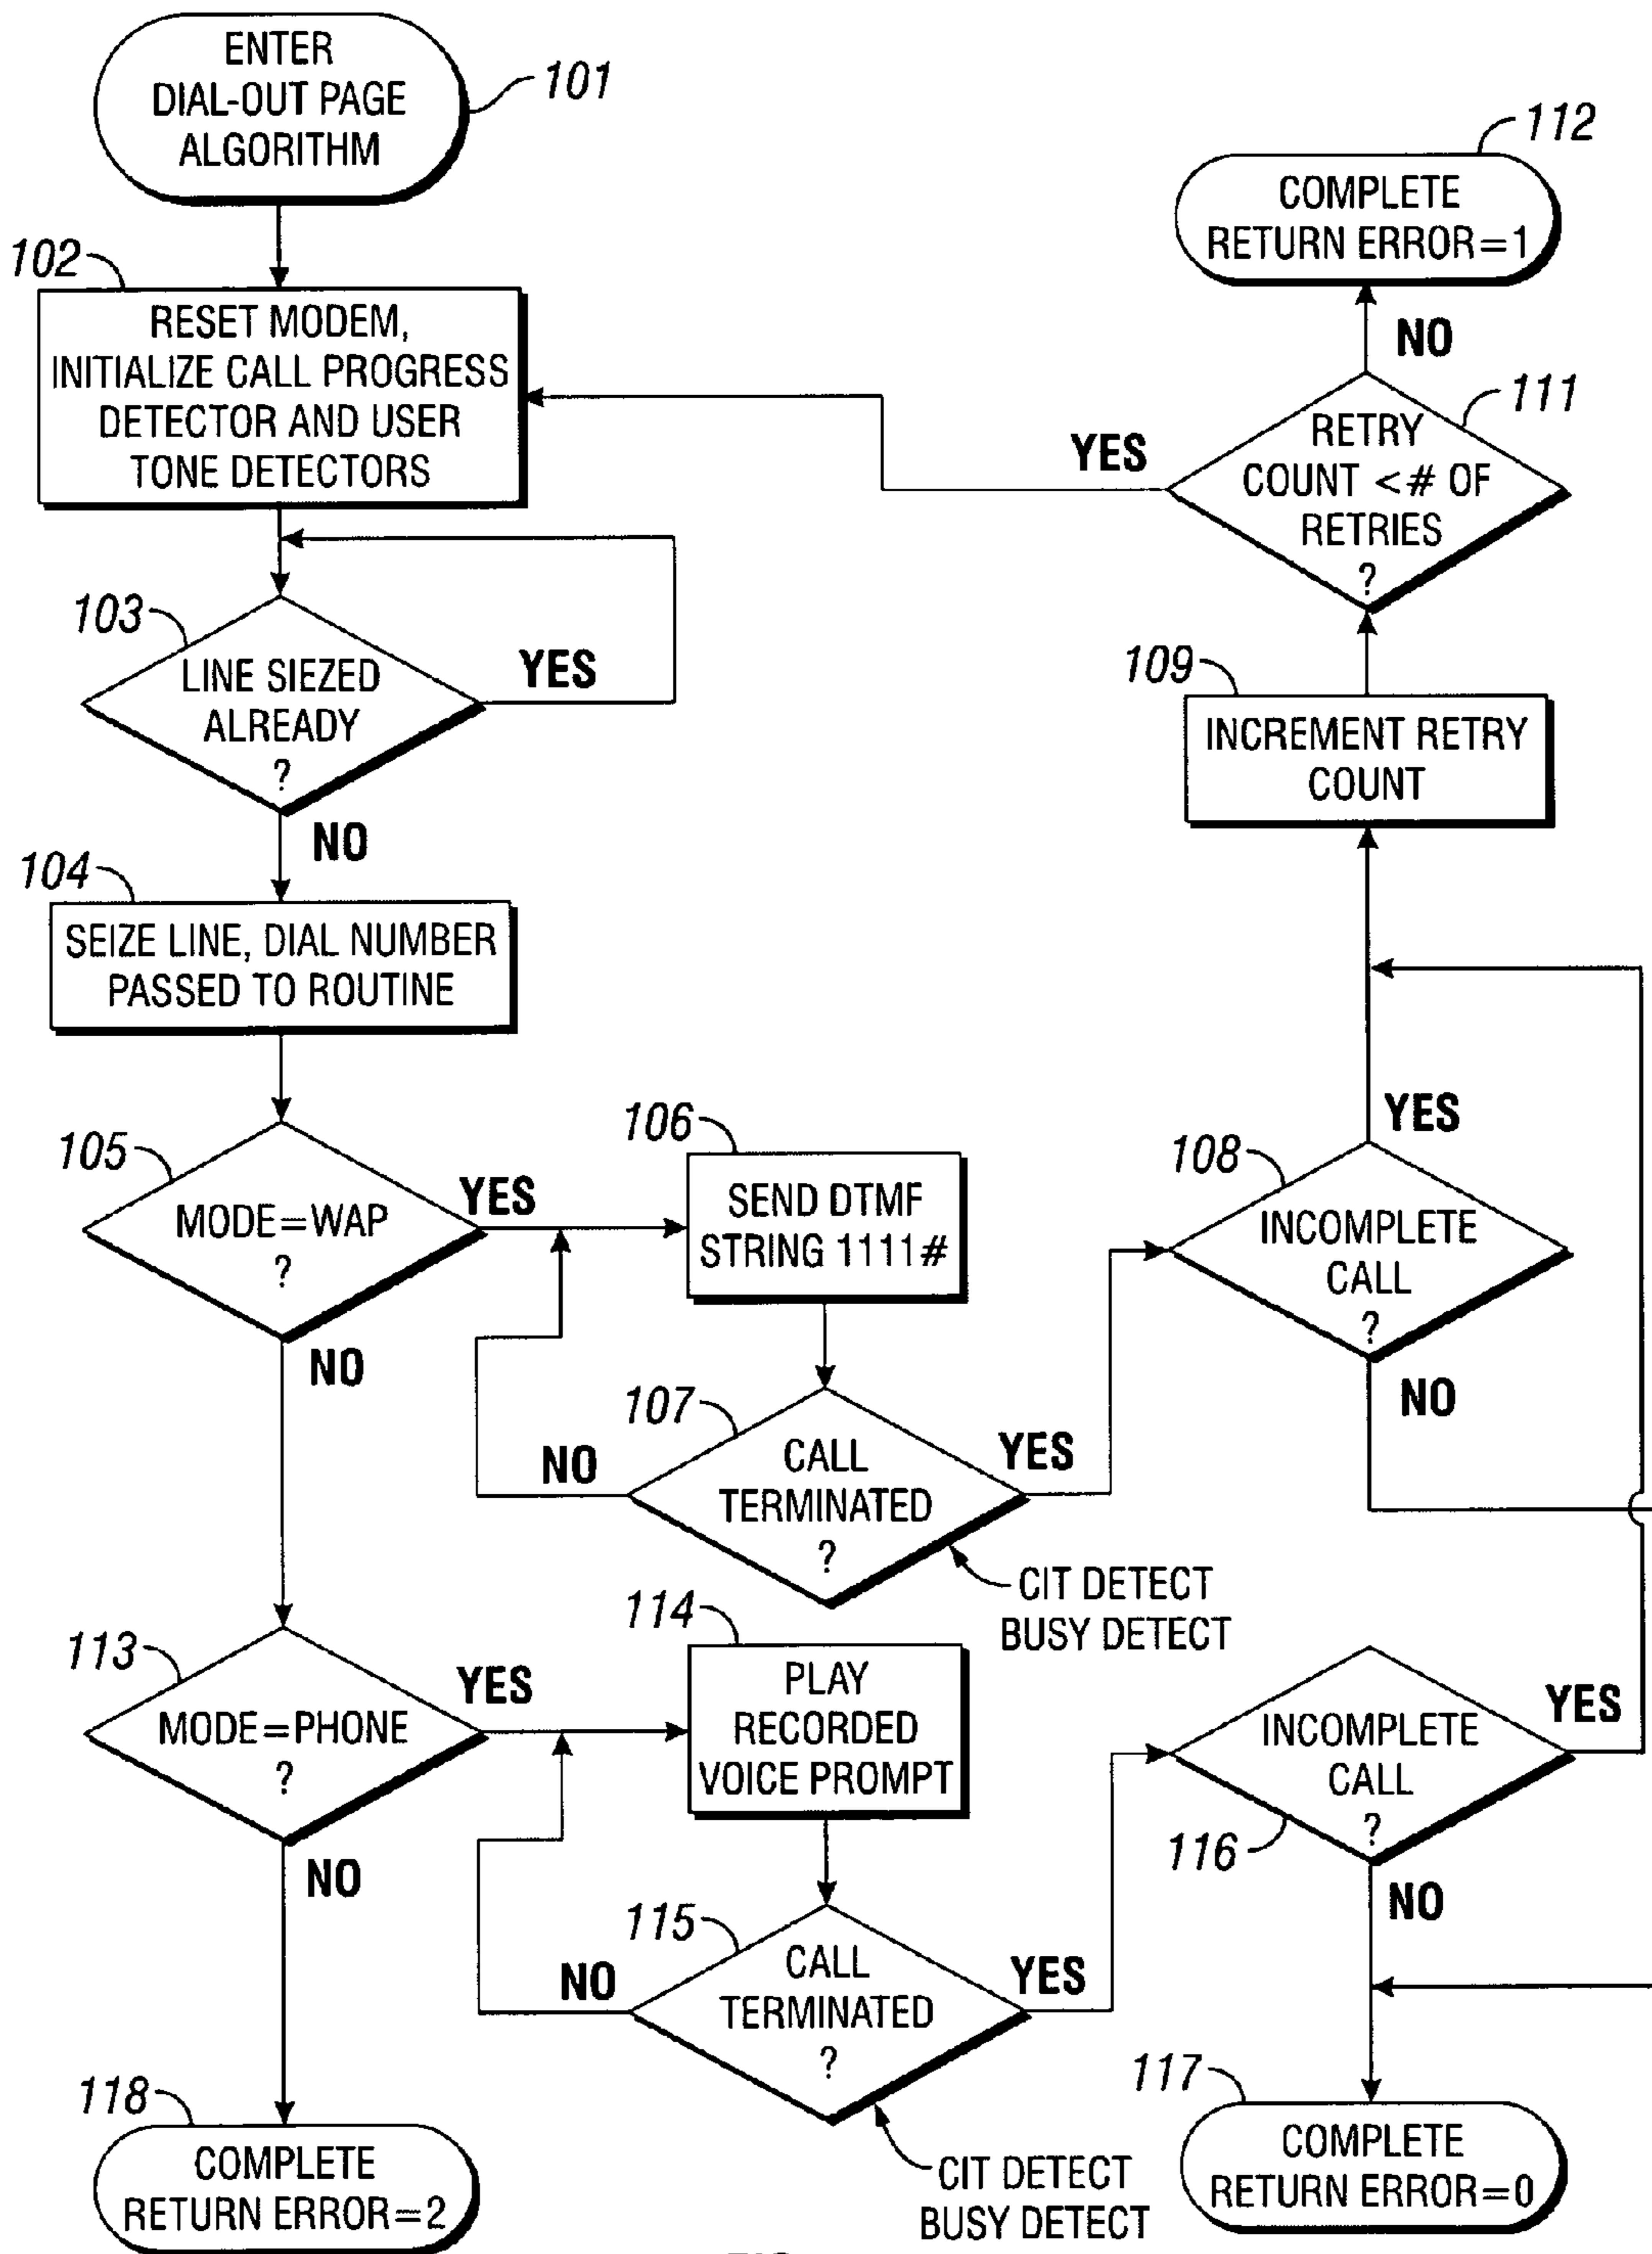 ENTER
DIAL-OUT PAGE
ALGORITHM
101
102
RESET MODEM,
INITIALIZE CALL PROGRESS
DETECTOR AND USER
TONE DETECTORS
103
LINE SIEZED
ALREADY
?
YES
NO
104
SEIZE LINE, DIAL NUMBER
PASSED TO ROUTINE
105
MODE=WAP
?
YES
NO
106
SEND DTMF
STRING 1111#
107
CALL
TERMINATED
?
NO
YES
CIT DETECT
BUSY DETECT
108
INCOMPLETE
CALL
?
YES
NO
109
INCREMENT RETRY
COUNT
111
RETRY
COUNT <# OF
RETRIES
?
YES
NO
112
COMPLETE
RETURN ERROR=1
113
MODE=PHONE
?
YES
NO
114
PLAY
RECORDED
VOICE PROMPT
115
CALL
TERMINATED
?
NO
YES
CIT DETECT
BUSY DETECT
116
INCOMPLETE
CALL
?
YES
NO
117
COMPLETE
RETURN ERROR=0
118
COMPLETE
RETURN ERROR=2